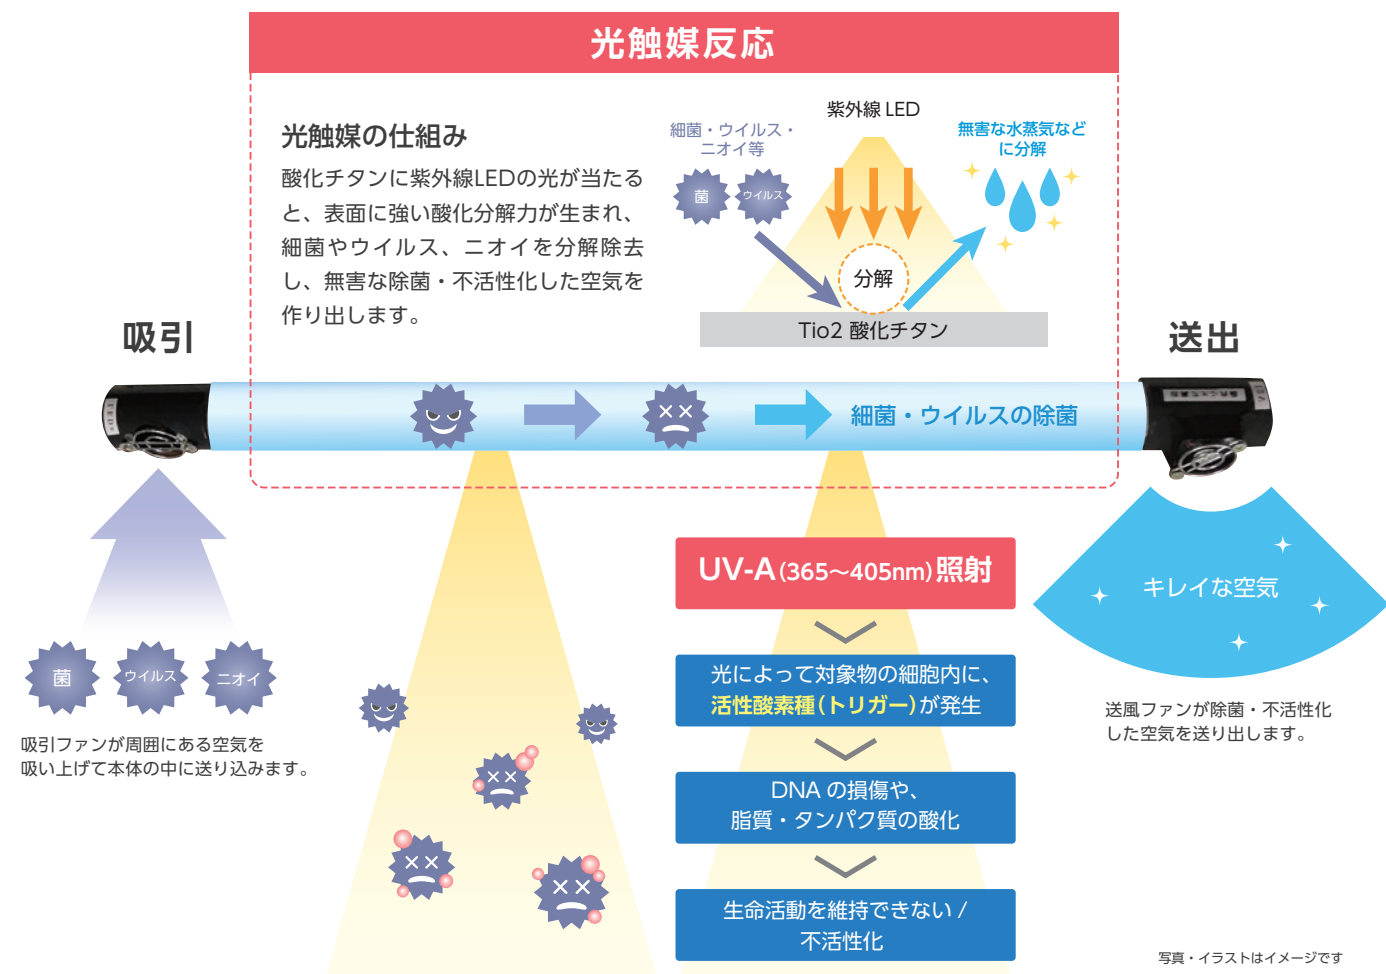 光触媒反応
光触媒の仕組み
酸化チタンに紫外線LEDの光が当たる
と、表面に強い酸化分解力が生まれ、
細菌やウイルス、ニオイを分解除去
し、無害な除菌・不活性化した空気を
作り出します。
細菌・ウイルス・
ニオイ等
菌
ウイルス
紫外線 LED
無害な水蒸気など
に分解
分解
Tio2 酸化チタン
吸引
送出
細菌・ウイルスの除菌
菌
ウイルス
ニオイ
吸引ファンが周囲にある空気を
吸い上げて本体の中に送り込みます。
UV-A(365〜405nm)照射
光によって対象物の細胞内に、
活性酸素種(トリガー)が発生
DNA の損傷や、
脂質・タンパク質の酸化
生命活動を維持できない /
不活性化
キレイな空気
送風ファンが除菌・不活性化
した空気を送り出します。
写真・イラストはイメージです